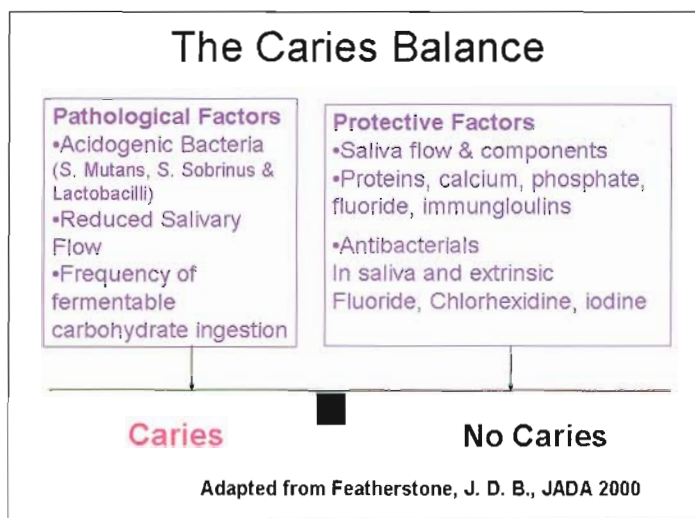 The Caries Balance
Pathological Factors
•Acidogenic Bacteria
(S. Mutans, S. Sobrinus &
Lactobacilli)
•Reduced Salivary
Flow
•Frequency of
fermentable
carbohydrate ingestion
Protective Factors
•Saliva flow & components
•Proteins, calcium, phosphate,
fluoride, immungloulins
•Antibacterials
In saliva and extrinsic
Fluoride, Chlorhexidine, iodine
Caries
No Caries
Adapted from Featherstone, J. D. B., JADA 2000